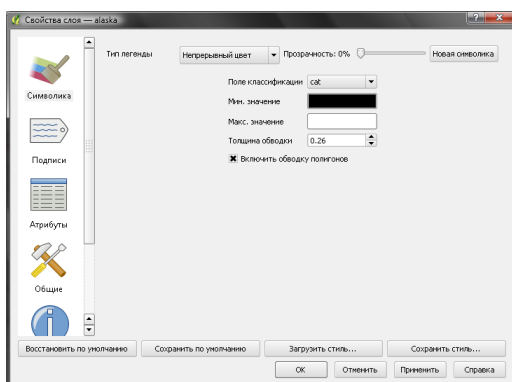 Свойства слоя — alaska
Тип легенды
Непрерывный цвет
Прозрачность: 0%
Новая символика
Символика
Подписи
Атрибуты
Общие
Поле классификации
cat
Мин. значение
Макс. значение
Толщина обводки
0.26
Включить обводку полигонов
Восстановить по умолчанию
Сохранить по умолчанию
Загрузить стиль...
Сохранить стиль...
OK
Отменить
Применить
Справка